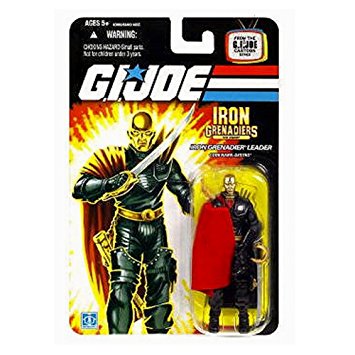 AGES 5+
WARNING:
CHOKING HAZARD-Small parts.
Not for children under 3 years.
FROM THE
G.I. JOE
CARTOON
SERIES
G.I. JOE
IRON
GRENADIERS
IRON GRENADIER LEADER